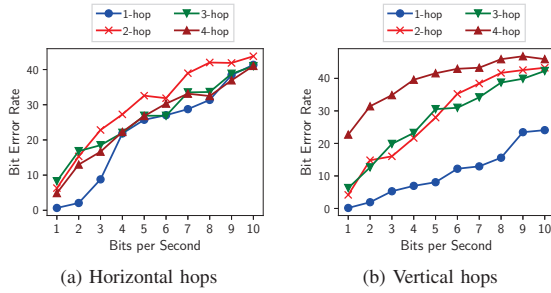 1-hop 3-hop
2-hop 4-hop
40
30
20
10
0
Bit Error Rate
1 2 3 4 5 6 7 8 9 10
Bits per Second
(a) Horizontal hops
1-hop 3-hop
2-hop 4-hop
40
30
20
10
0
Bit Error Rate
1 2 3 4 5 6 7 8 9 10
Bits per Second
(b) Vertical hops